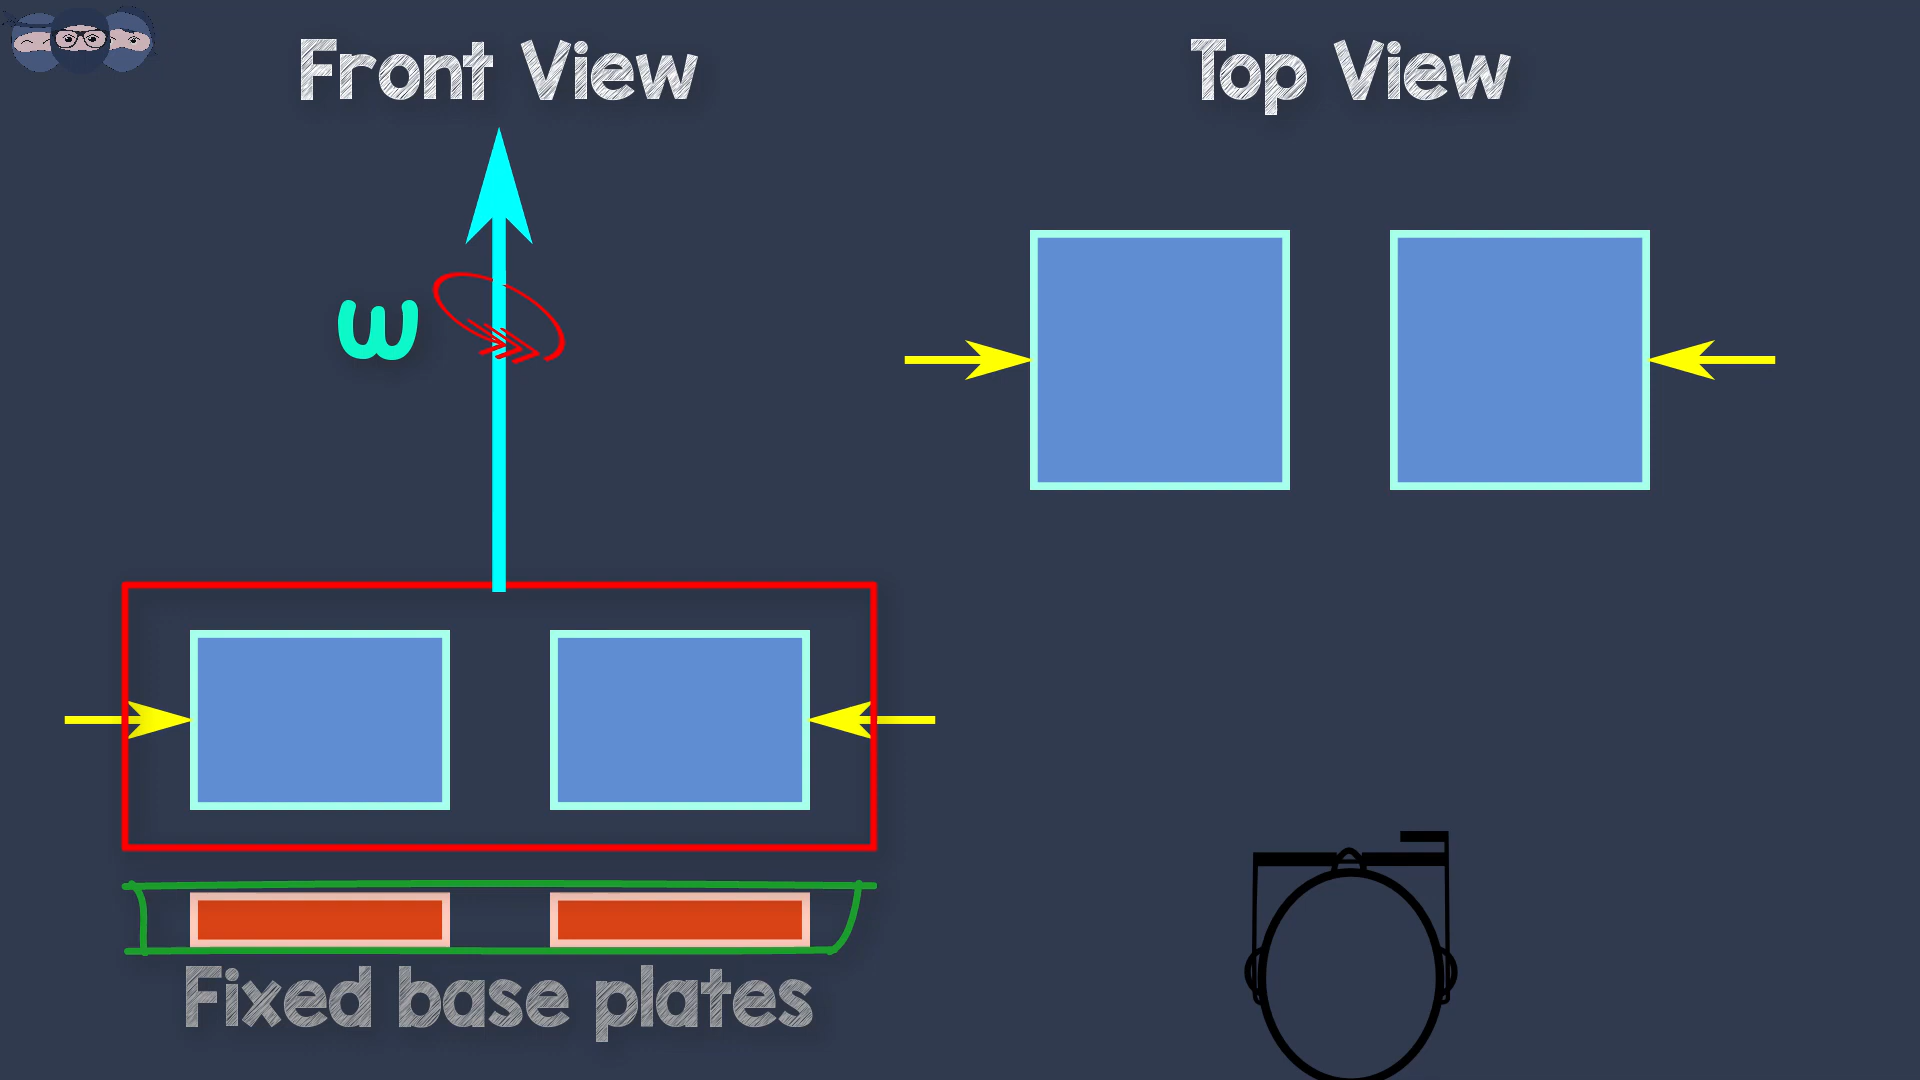 Front View
Top View
ω
Fixed base plates